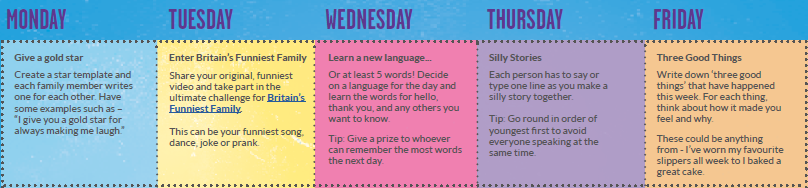 MONDAY
TUESDAY
WEDNESDAY
THURSDAY
FRIDAY
Give a gold star
Create a star template and
each family member writes
one for each other. Have
some examples such as –
“I give you a gold star for
always making me laugh.”
Enter Britain’s Funniest Family
Share your original, funniest
video and take part in the
ultimate challenge for Britain’s
Funniest Family.
This can be your funniest song,
dance, joke or prank.
Learn a new language...
Or at least 5 words! Decide
on a language for the day and
learn the words for hello,
thank you, and any others you
want to know.
Tip: Give a prize to whoever
can remember the most words
the next day.
Silly Stories
Each person has to say or
type one line as you make a
silly story together.
Tip: Go round in order of
youngest first to avoid
everyone speaking at the
same time.
Three Good Things
Write down ‘three good
things’ that have happened
this week. For each thing,
think about how it made you
feel and why.
These could be anything
from - I’ve worn my favourite
slippers all week to I baked a
great cake.